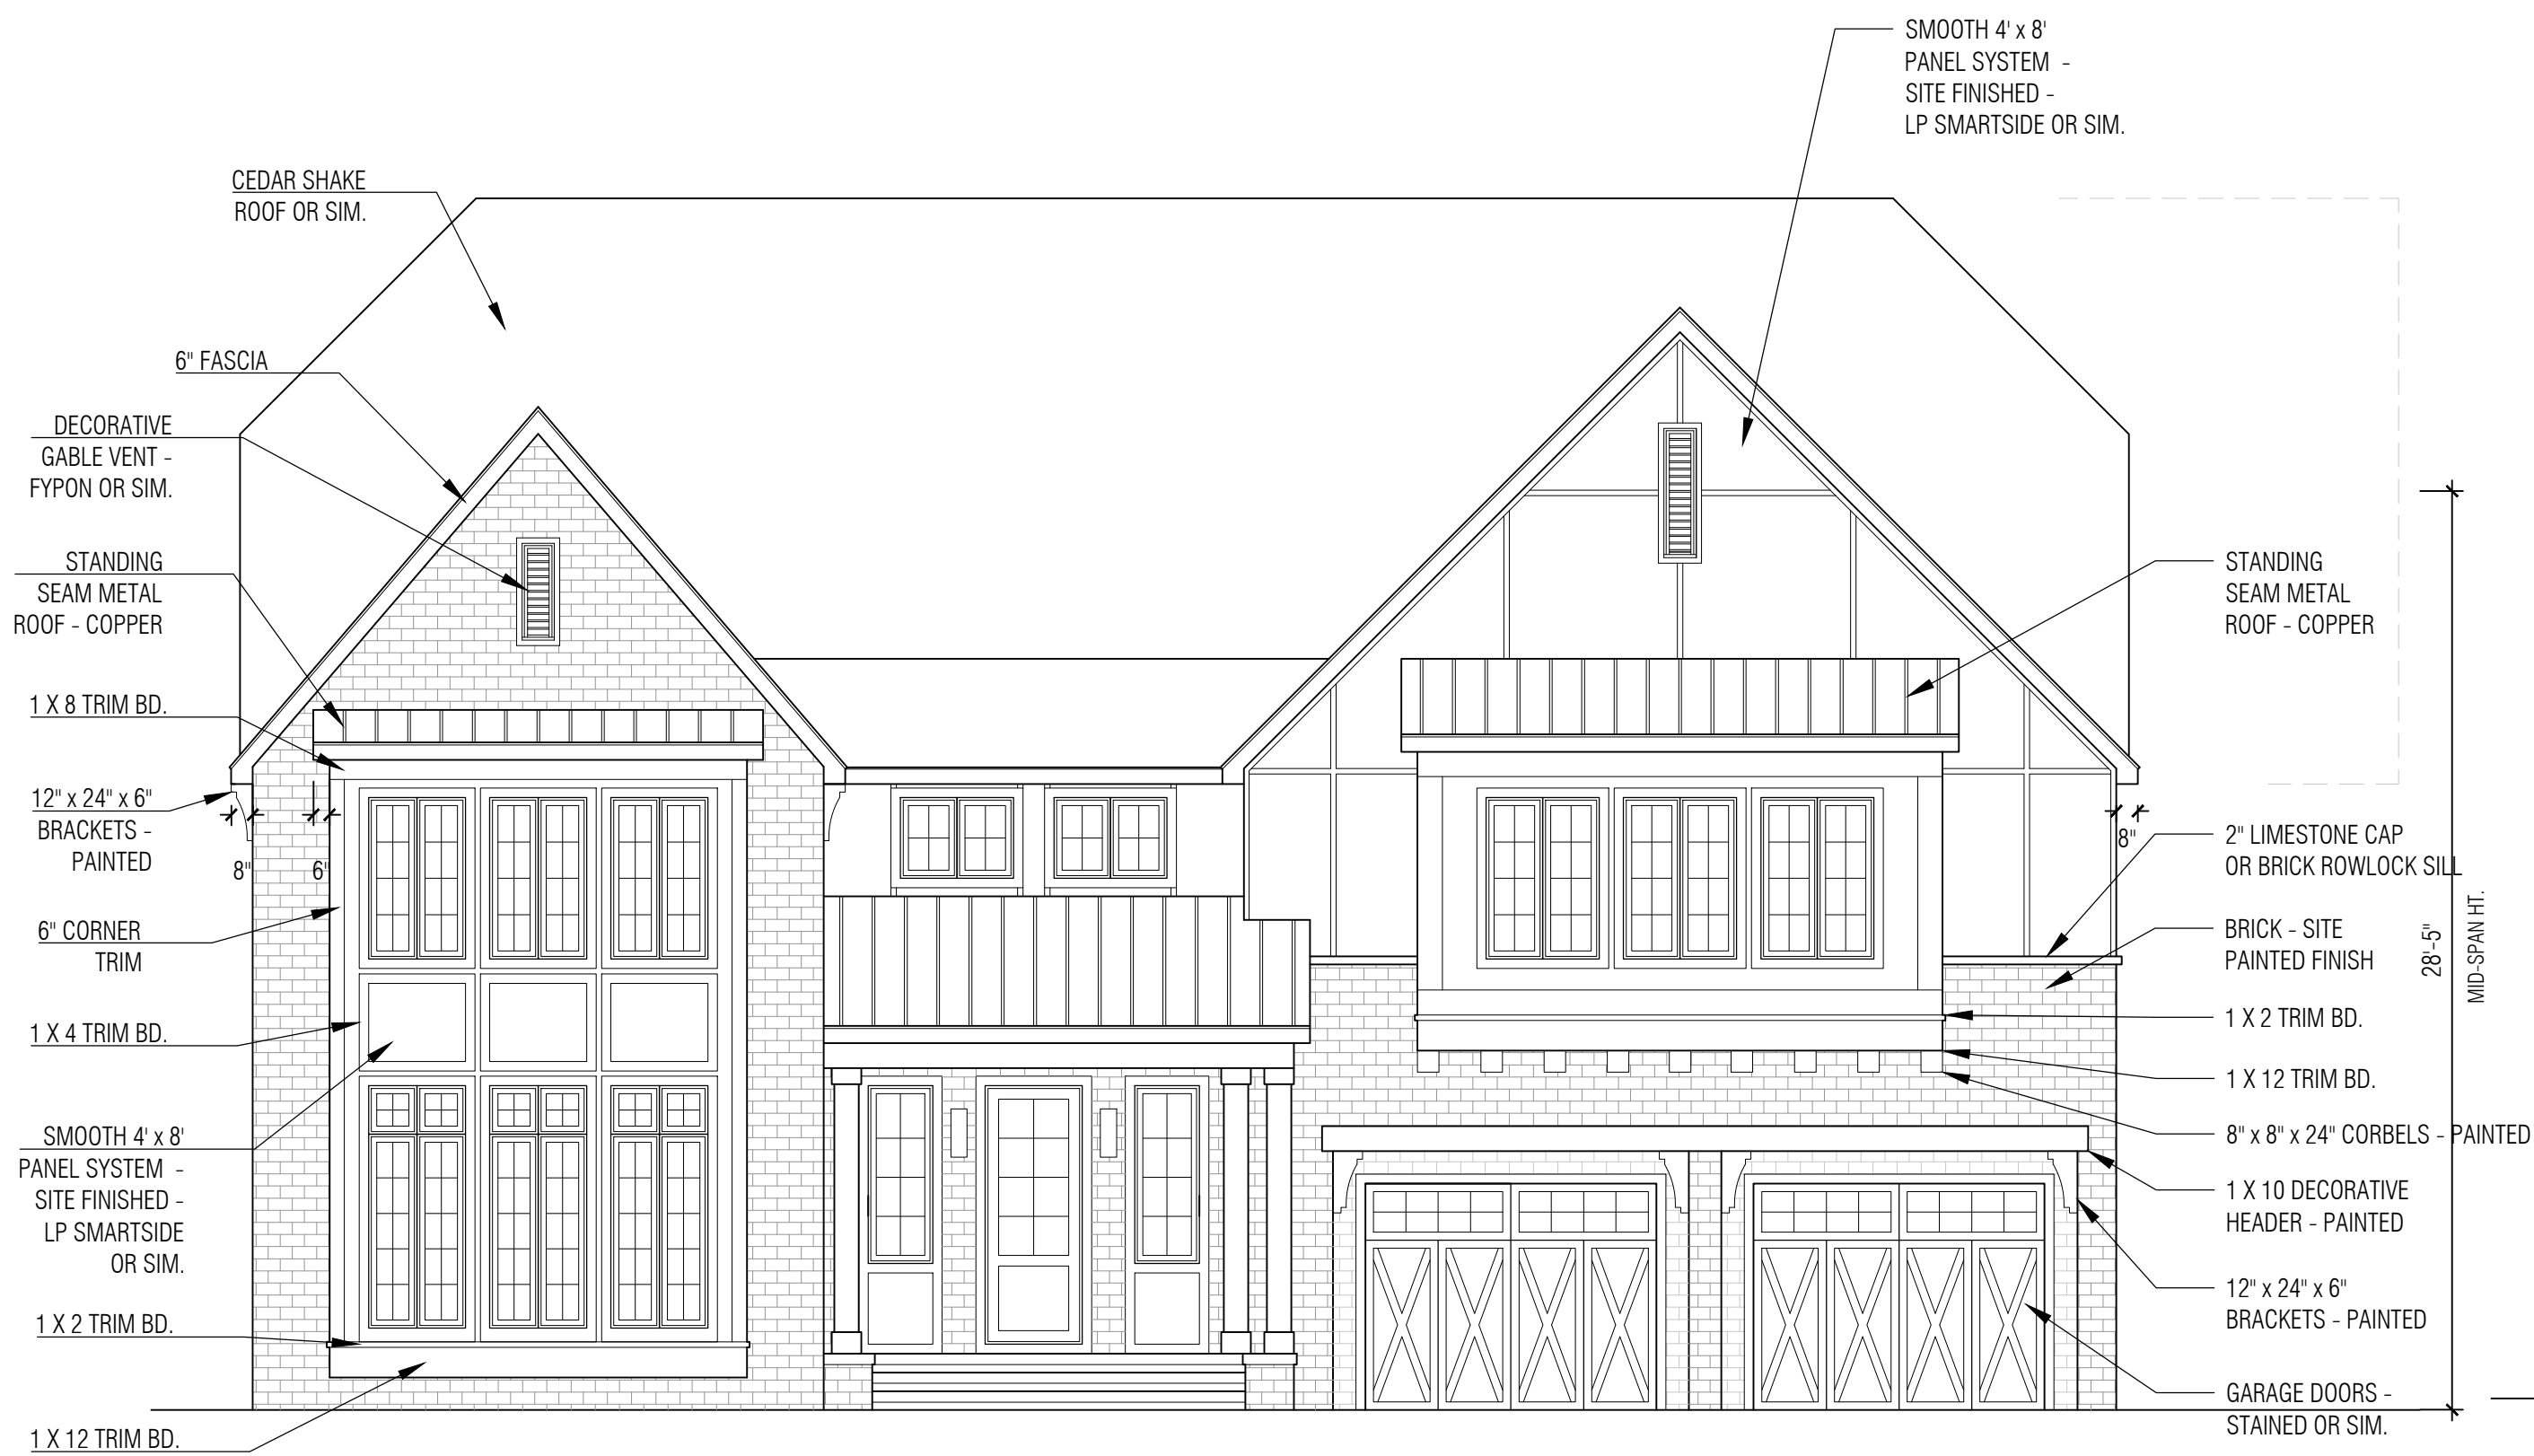 SMOOTH 4' x 8'
PANEL SYSTEM -
SITE FINISHED -
LP SMARTSIDE OR SIM.
CEDAR SHAKE
ROOF OR SIM.
6" FASCIA
DECORATIVE
GABLE VENT -
FYPON OR SIM.
STANDING
SEAM METAL
ROOF - COPPER
1 X 8 TRIM BD.
12" x 24" x 6"
BRACKETS -
PAINTED
8"
6"
6" CORNER
TRIM
1 X 4 TRIM BD.
SMOOTH 4' x 8'
PANEL SYSTEM -
SITE FINISHED -
LP SMARTSIDE
OR SIM.
1 X 2 TRIM BD.
1 X 12 TRIM BD.
STANDING
SEAM METAL
ROOF - COPPER
8"
2" LIMESTONE CAP
OR BRICK ROWLOCK SILL
BRICK - SITE
PAINTED FINISH
1 X 2 TRIM BD.
1 X 12 TRIM BD.
8" x 8" x 24" CORBELS - PAINTED
1 X 10 DECORATIVE
HEADER - PAINTED
12" x 24" x 6"
BRACKETS - PAINTED
GARAGE DOORS -
STAINED OR SIM.
28'-5"
MID-SPAN HT.